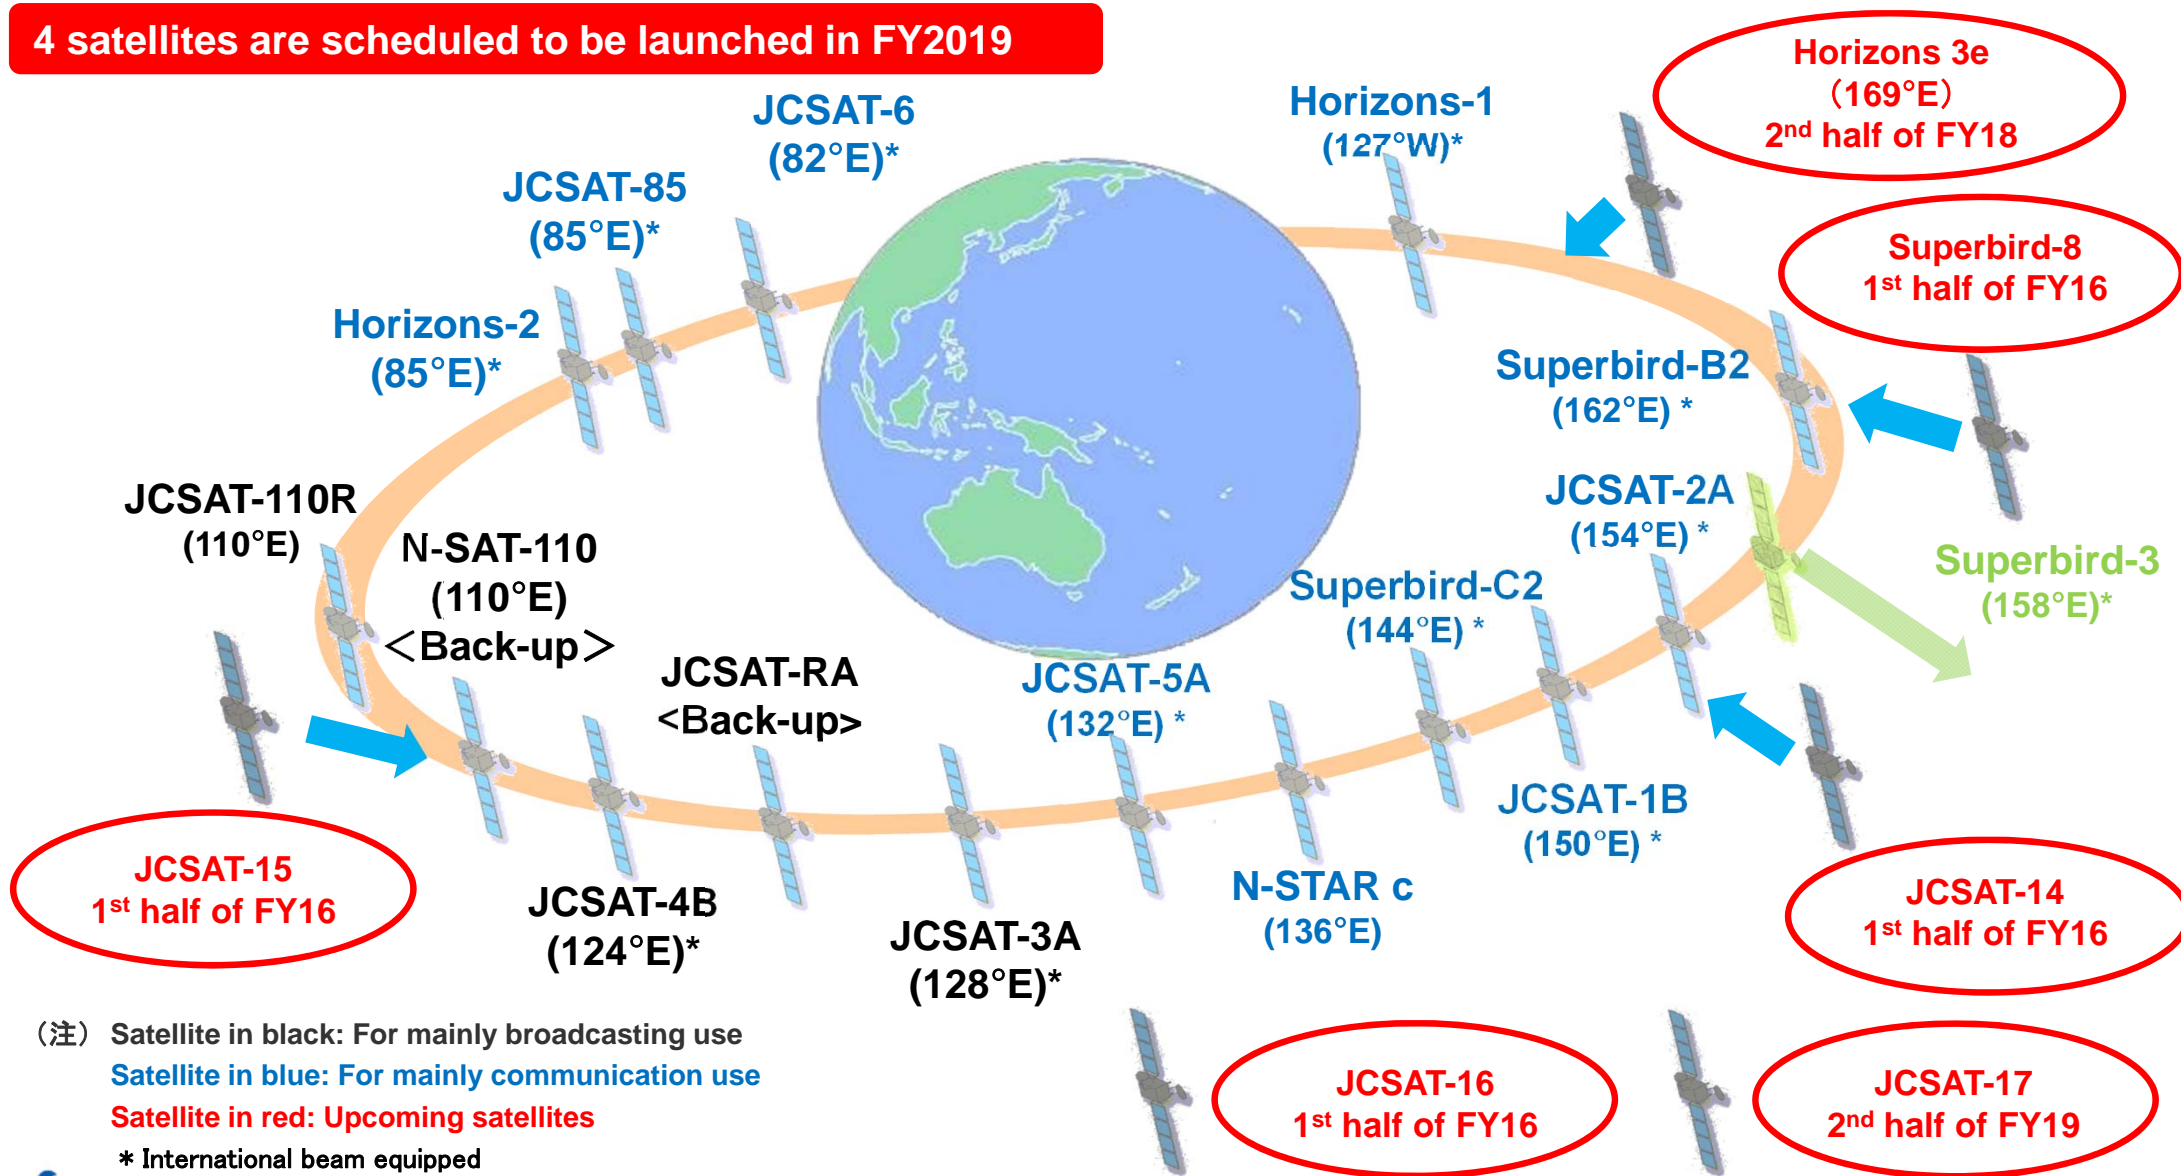 4 satellites are scheduled to be launched in FY2019
Horizons 3e
（169°E）
2nd half of FY18
JCSAT-6
(82°E)*
Horizons-1
(127°W)*
JCSAT-85
(85°E)*
Superbird-8
1st half of FY16
Horizons-2
(85°E)*
Superbird-B2
(162°E) *
JCSAT-110R
(110°E)
N-SAT-110
(110°E)
＜Back-up＞
JCSAT-2A
(154°E) *
Superbird-3
(158°E)*
Superbird-C2
(144°E) *
JCSAT-RA
<Back-up>
JCSAT-5A
(132°E) *
JCSAT-1B
(150°E) *
JCSAT-15
1st half of FY16
JCSAT-4B
(124°E)*
JCSAT-3A
(128°E)*
N-STAR c
(136°E)
JCSAT-14
1st half of FY16
（注） Satellite in black: For mainly broadcasting use
Satellite in blue: For mainly communication use
Satellite in red: Upcoming satellites
* International beam equipped
JCSAT-16
1st half of FY16
JCSAT-17
2nd half of FY19